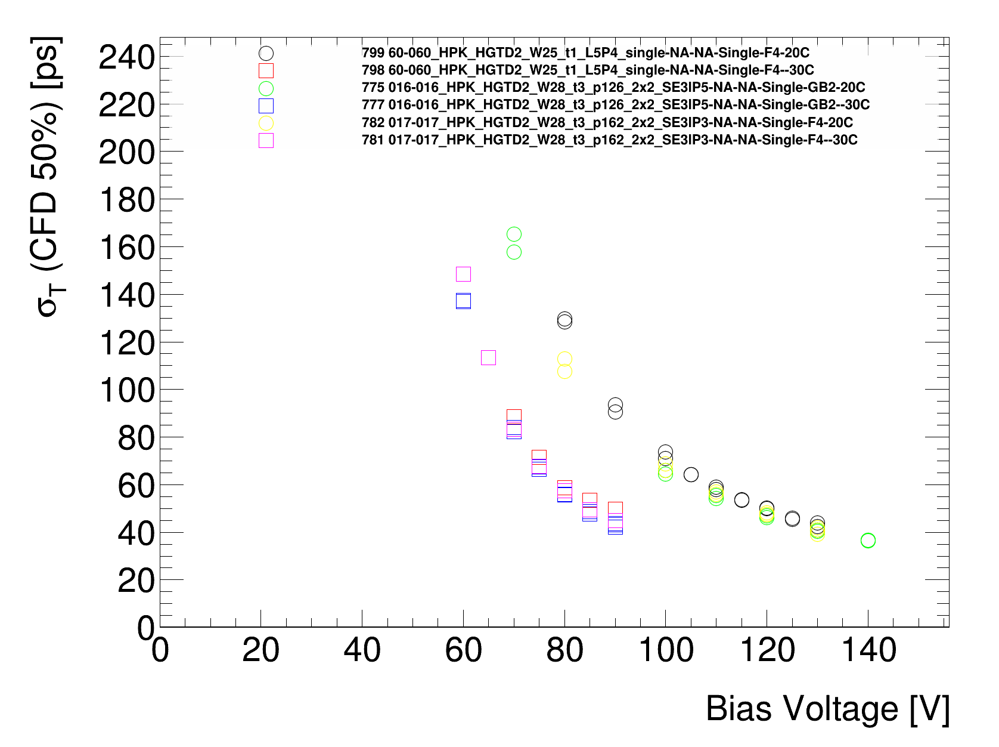 σT (CFD 50%) [ps]
240
220
200
180
160
140
120
100
80
60
40
20
0
799 60-060_HPK_HGTD2_W25_t1_L5P4_single-NA-NA-Single-F4-20C
798 60-060_HPK_HGTD2_W25_t1_L5P4_single-NA-NA-Single-F4--30C
775 016-016_HPK_HGTD2_W28_t3_p126_2x2_SE3IP5-NA-NA-Single-GB2-20C
777 016-016_HPK_HGTD2_W28_t3_p126_2x2_SE3IP5-NA-NA-Single-GB2--30C
782 017-017_HPK_HGTD2_W28_t3_p162_2x2_SE3IP3-NA-NA-Single-F4-20C
781 017-017_HPK_HGTD2_W28_t3_p162_2x2_SE3IP3-NA-NA-Single-F4--30C
0 20 40 60 80 100 120 140
Bias Voltage [V]